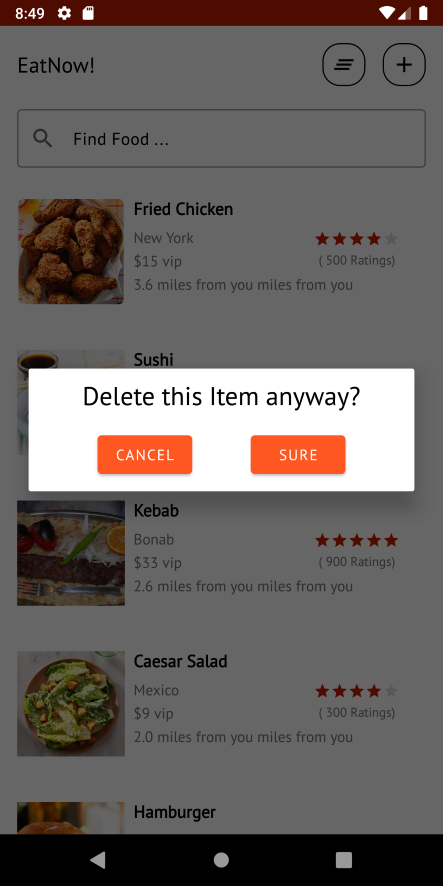 8:49
EatNow!
Find Food ...
Fried Chicken
New York
$15 vip
( 500 Ratings)
3.6 miles from you miles from you
Sushi
Delete this Item anyway?
CANCEL SURE
Kebab
Bonab
$33 vip
( 900 Ratings)
2.6 miles from you miles from you
Caesar Salad
Mexico
$9 vip
( 300 Ratings)
2.0 miles from you miles from you
Hamburger